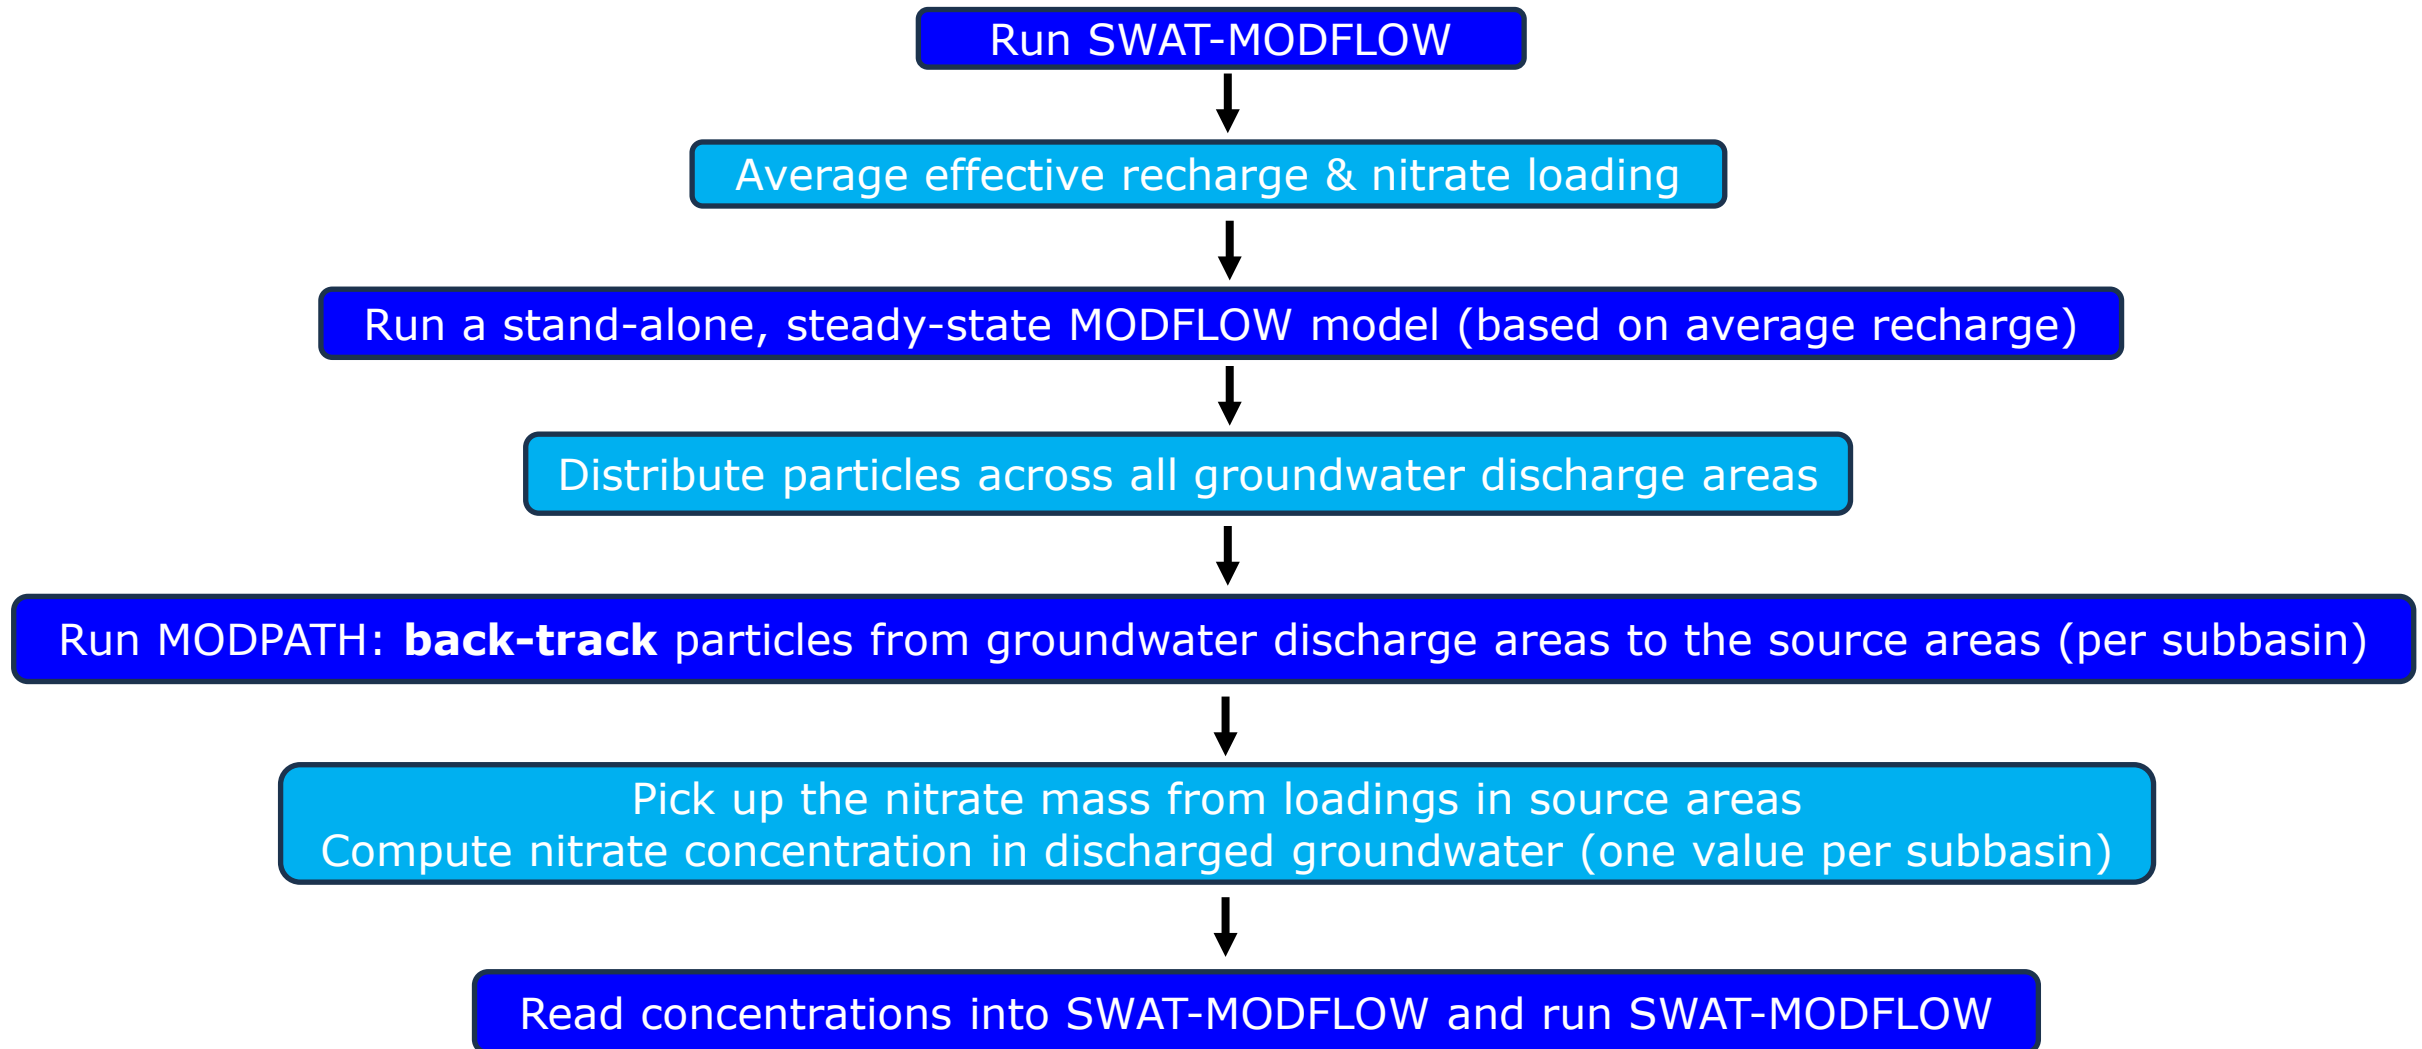 Run SWAT-MODFLOW
Average effective recharge & nitrate loading
Run a stand-alone, steady-state MODFLOW model (based on average recharge)
Distribute particles across all groundwater discharge areas
Run MODPATH: back-track particles from groundwater discharge areas to the source areas (per subbasin)
Pick up the nitrate mass from loadings in source areas
Compute nitrate concentration in discharged groundwater (one value per subbasin)
Read concentrations into SWAT-MODFLOW and run SWAT-MODFLOW